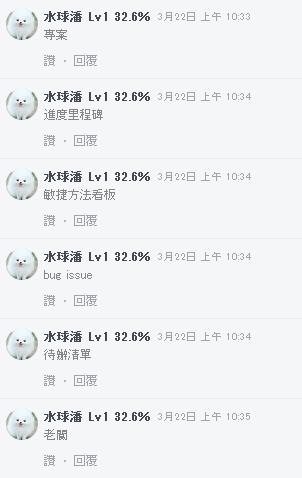 水球潘 Lv1 32.6% 3月22日 上午 10:33
專案
讚 · 回覆
水球潘 Lv1 32.6% 3月22日 上午 10:34
進度里程碑
讚 · 回覆
水球潘 Lv1 32.6% 3月22日 上午 10:34
敏捷方法看板
讚 · 回覆
水球潘 Lv1 32.6% 3月22日 上午 10:34
bug issue
讚 · 回覆
水球潘 Lv1 32.6% 3月22日 上午 10:34
待辦清單
讚 · 回覆
水球潘 Lv1 32.6% 3月22日 上午 10:35
老闆
讚 · 回覆